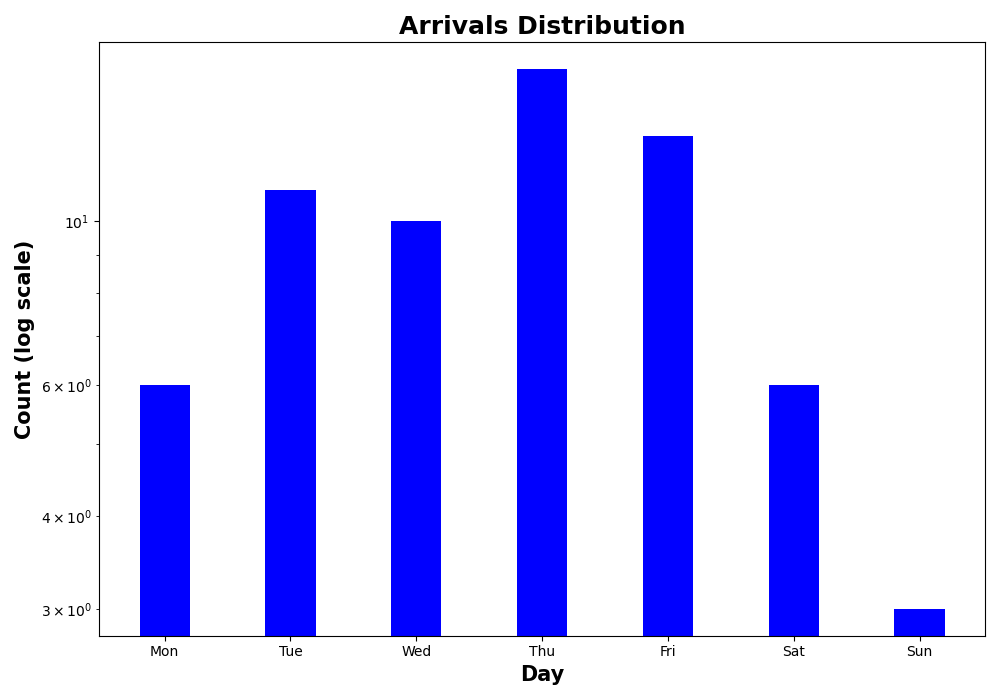 Arrivals Distribution
Count (log scale)
10¹
6 × 10⁰
4 × 10⁰
3 × 10⁰
Mon Tue Wed Thu Fri Sat Sun
Day